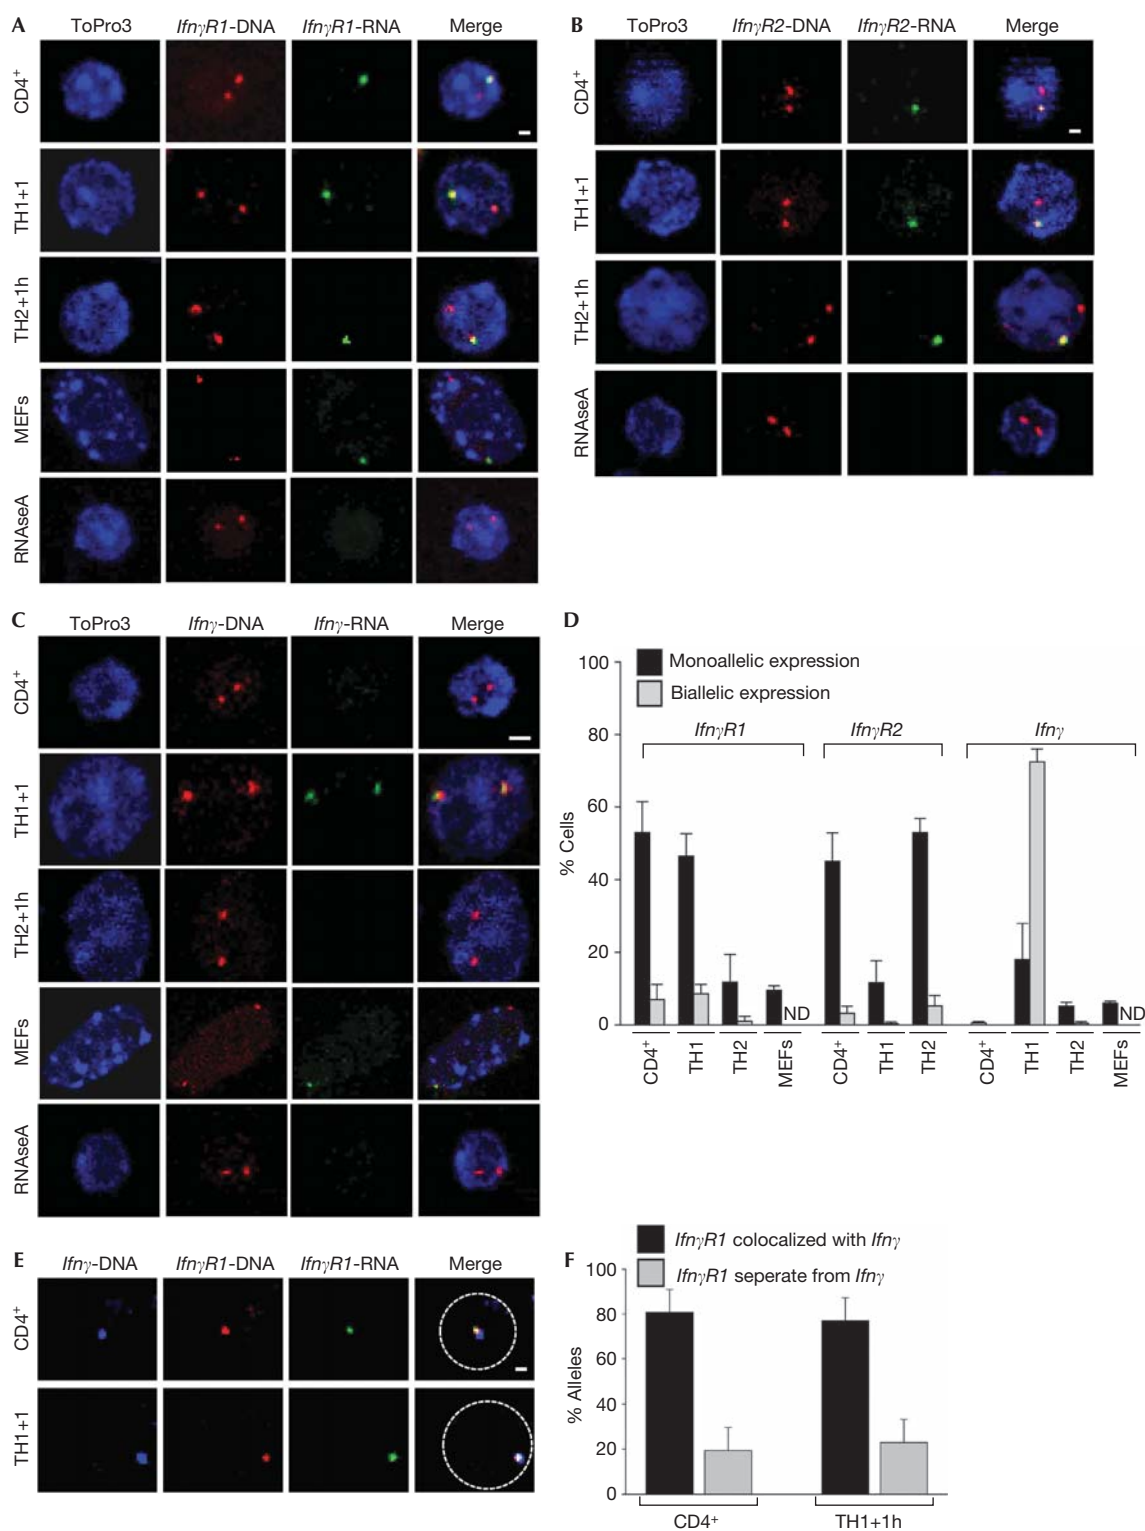 A
ToPro3 IfnγR1-DNA IfnγR1-RNA Merge
CD4+
TH1+1
TH2+1h
MEFs
RNAseA
B
ToPro3 IfnγR2-DNA IfnγR2-RNA Merge
CD4+
TH1+1
TH2+1h
RNAseA
C
ToPro3 Ifnγ-DNA Ifnγ-RNA Merge
CD4+
TH1+1
TH2+1h
MEFs
RNAseA
D
Monoallelic expression
Biallelic expression
IfnγR1 IfnγR2 Ifnγ
% Cells
100
80
60
40
20
0
ND ND
CD4+ TH1 TH2 MEFs CD4+ TH1 TH2 CD4+ TH1 TH2 MEFs
E
Ifnγ-DNA IfnγR1-DNA IfnγR1-RNA Merge
CD4+
TH1+1
F
IfnγR1 colocalized with Ifnγ
IfnγR1 seperate from Ifnγ
% Alleles
100
80
60
40
20
0
CD4+ TH1+1h